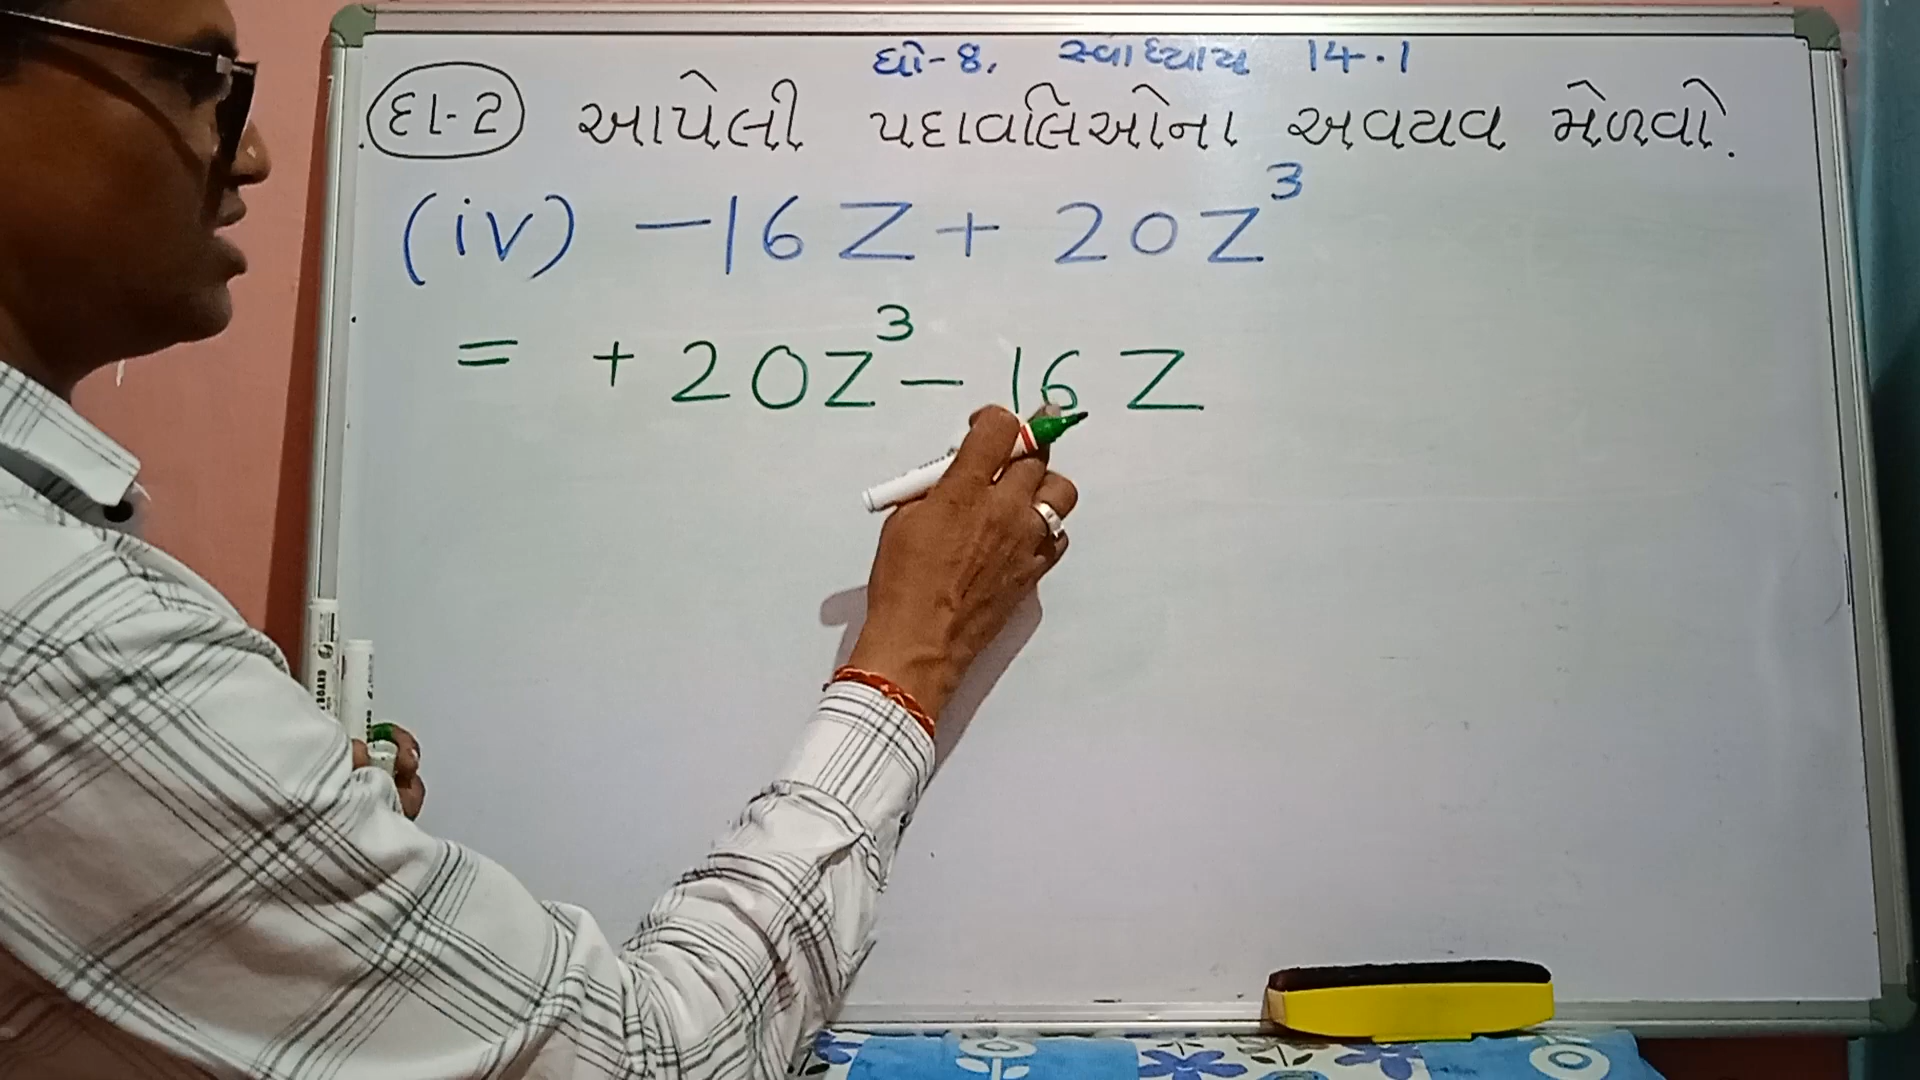 ધો-8, સ્વાધ્યાય 14.1
દા-2 આપેલી પદાવલિઓના અવયવ મેળવો.
(iv) -16Z + 20Z³
= + 20Z³ - 16Z